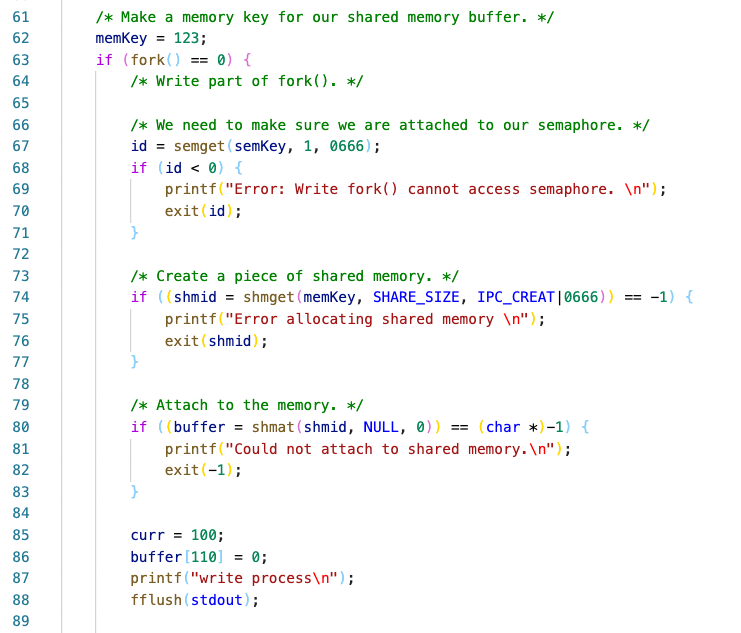 61 /* Make a memory key for our shared memory buffer. */
62 memKey = 123;
63 if (fork() == 0) {
64 /* Write part of fork(). */
65
66 /* We need to make sure we are attached to our semaphore. */
67 id = semget(semKey, 1, 0666);
68 if (id < 0) {
69 printf("Error: Write fork() cannot access semaphore. \n");
70 exit(id);
71 }
72
73 /* Create a piece of shared memory. */
74 if ((shmid = shmget(memKey, SHARE_SIZE, IPC_CREAT|0666)) == -1) {
75 printf("Error allocating shared memory \n");
76 exit(shmid);
77 }
78
79 /* Attach to the memory. */
80 if ((buffer = shmat(shmid, NULL, 0)) == (char *)-1) {
81 printf("Could not attach to shared memory.\n");
82 exit(-1);
83 }
84
85 curr = 100;
86 buffer[110] = 0;
87 printf("write process\n");
88 fflush(stdout);
89